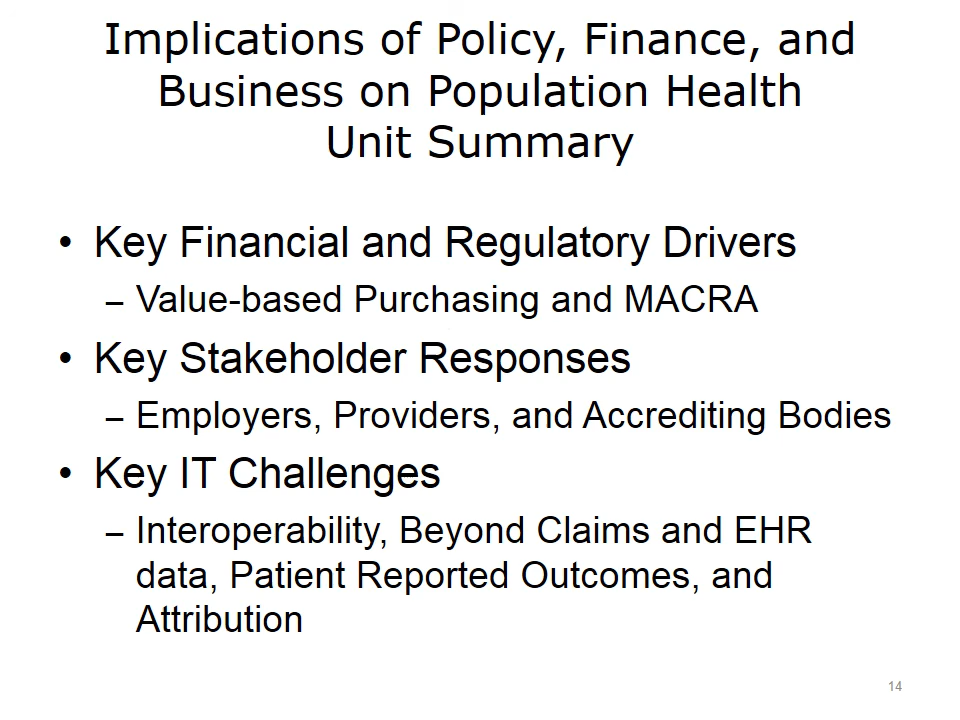 Implications of Policy, Finance, and
Business on Population Health
Unit Summary
• Key Financial and Regulatory Drivers
– Value-based Purchasing and MACRA
• Key Stakeholder Responses
– Employers, Providers, and Accrediting Bodies
• Key IT Challenges
– Interoperability, Beyond Claims and EHR
data, Patient Reported Outcomes, and
Attribution
14